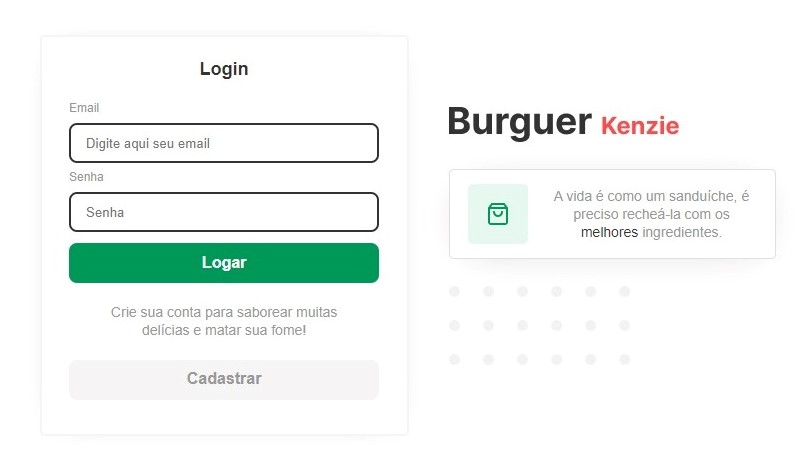 Login
Email
Digite aqui seu email
Senha
Senha
Logar
Crie sua conta para saborear muitas
delícias e matar sua fome!
Cadastrar
Burguer Kenzie
A vida é como um sanduíche, é
preciso recheá-la com os
melhores ingredientes.